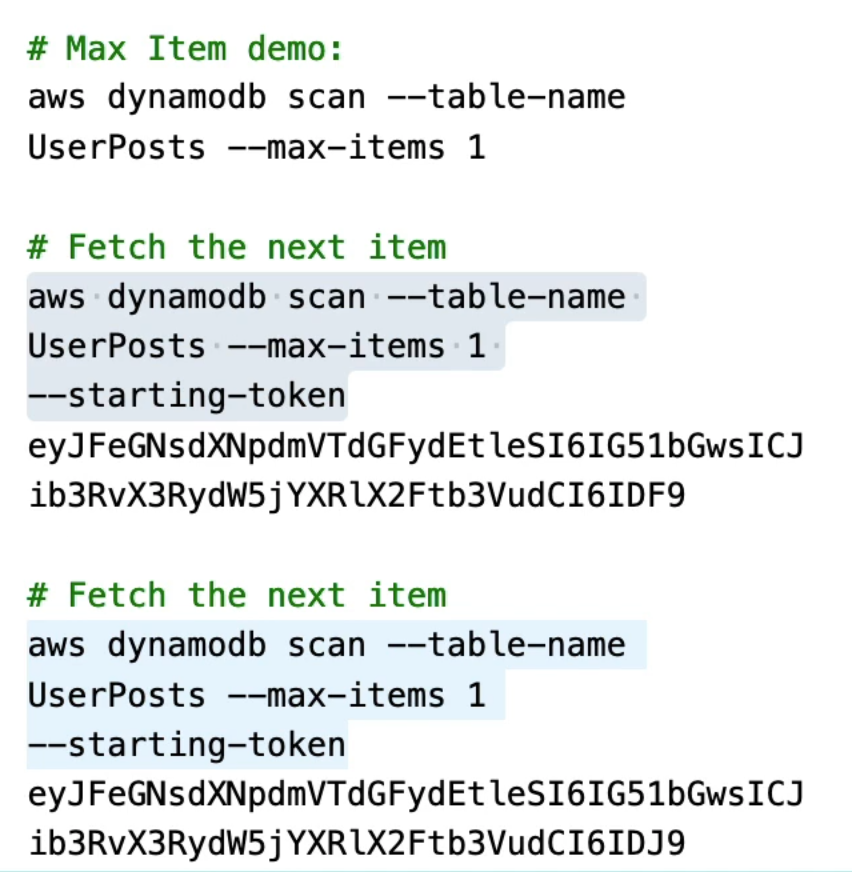 # Max Item demo:
aws dynamodb scan --table-name
UserPosts --max-items 1
# Fetch the next item
aws dynamodb scan --table-name
UserPosts --max-items 1
--starting-token
eyJFeGNsdXNpdmVTdGFydEtleSI6IG51bGwsICJ
ib3RvX3RydW5jYXRlX2Ftb3VudCI6IDF9
# Fetch the next item
aws dynamodb scan --table-name
UserPosts --max-items 1
--starting-token
eyJFeGNsdXNpdmVTdGFydEtleSI6IG51bGwsICJ
ib3RvX3RydW5jYXRlX2Ftb3VudCI6IDJ9